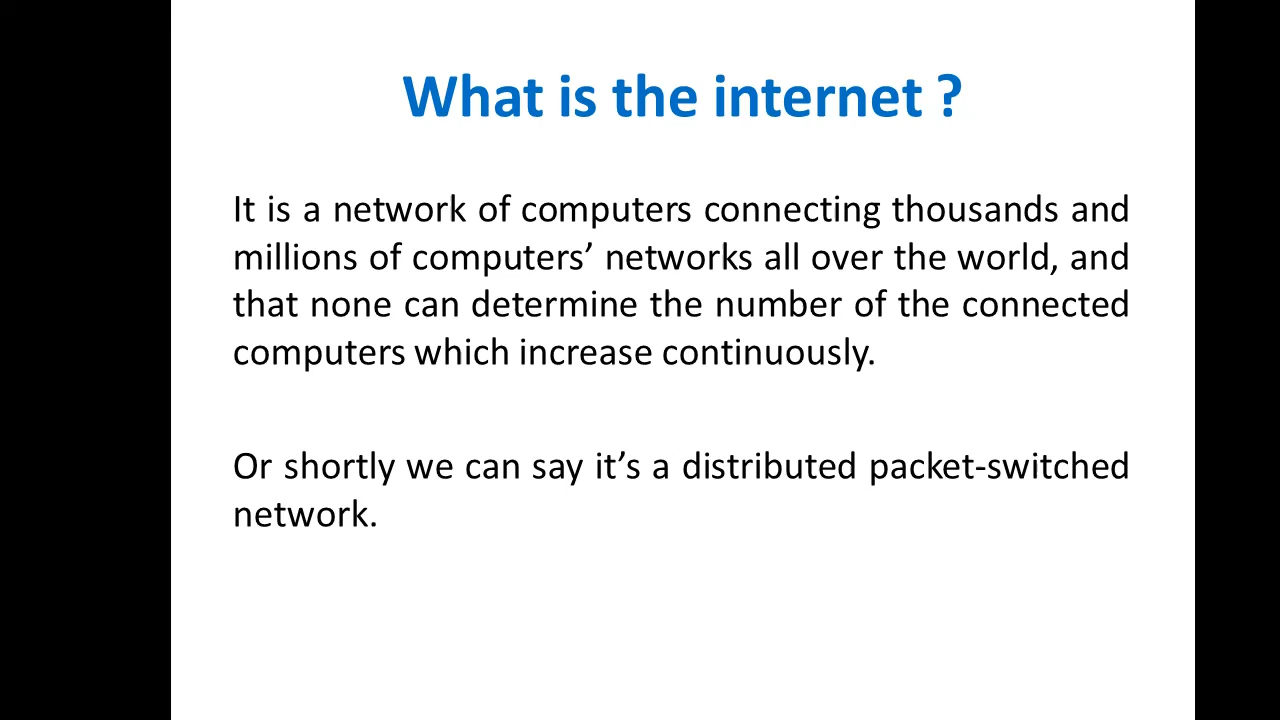 What is the internet ?
It is a network of computers connecting thousands and
millions of computers’ networks all over the world, and
that none can determine the number of the connected
computers which increase continuously.
Or shortly we can say it’s a distributed packet-switched
network.